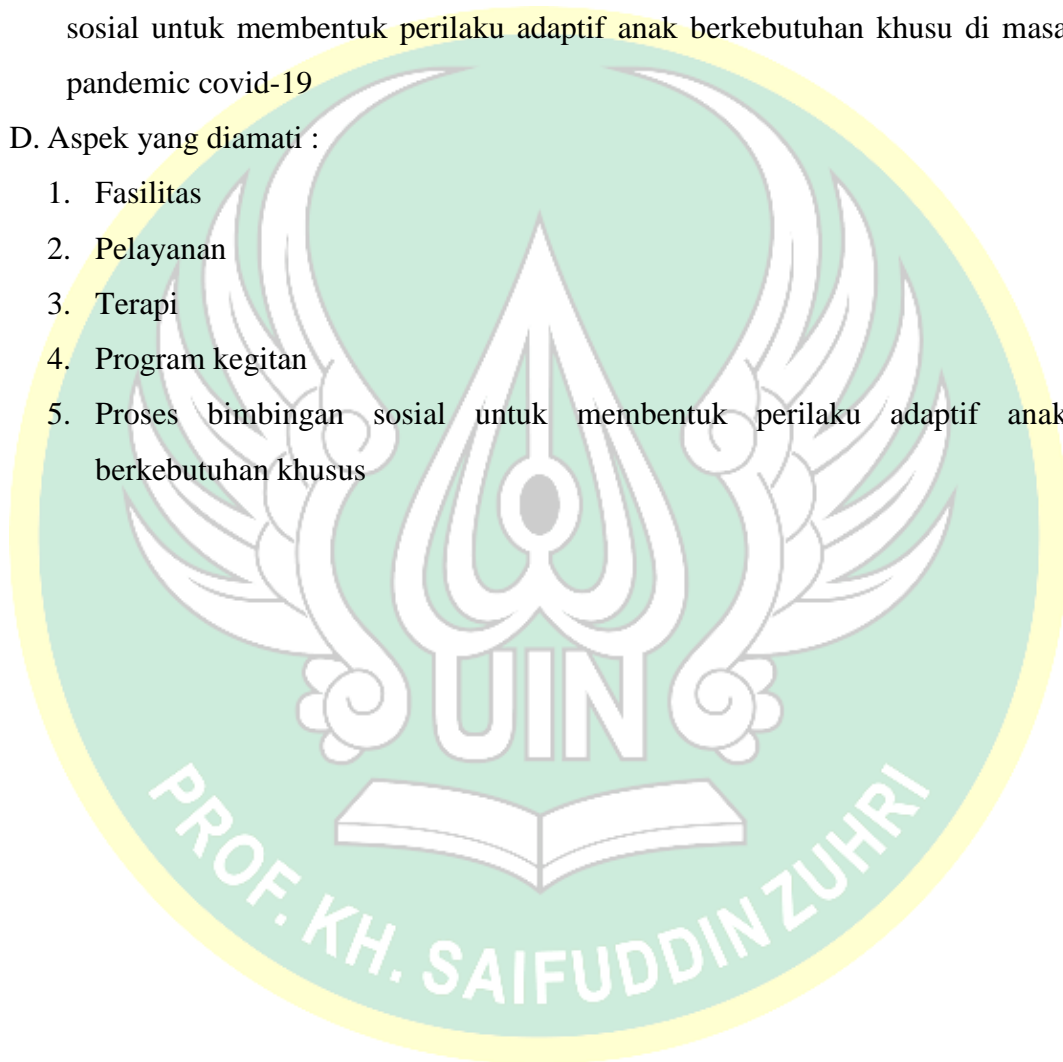 sosial untuk membentuk perilaku adaptif anak berkebutuhan khusu di masa
pandemic covid-19
D. Aspek yang diamati :
1. Fasilitas
2. Pelayanan
3. Terapi
4. Program kegitan
5. Proses bimbingan sosial untuk membentuk perilaku adaptif anak
berkebutuhan khusus
UIN
PROF. KH. SAIFUDDIN ZUHRI